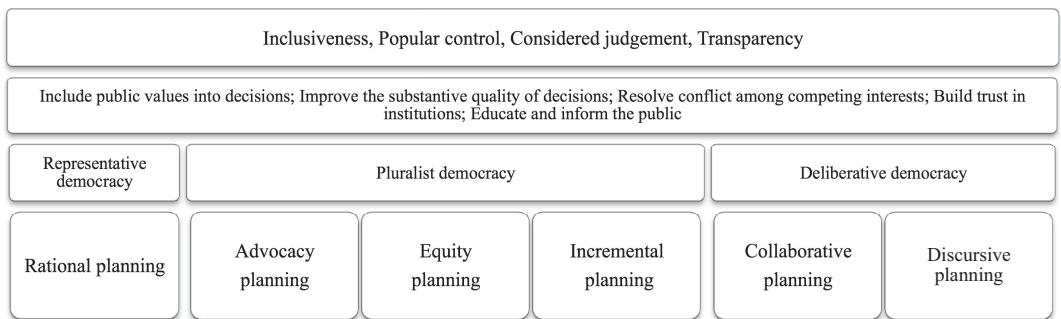 Inclusiveness, Popular control, Considered judgement, Transparency
Include public values into decisions; Improve the substantive quality of decisions; Resolve conflict among competing interests; Build trust in
institutions; Educate and inform the public
Representative
democracy
Pluralist democracy
Deliberative democracy
Rational planning
Advocacy
planning
Equity
planning
Incremental
planning
Collaborative
planning
Discursive
planning